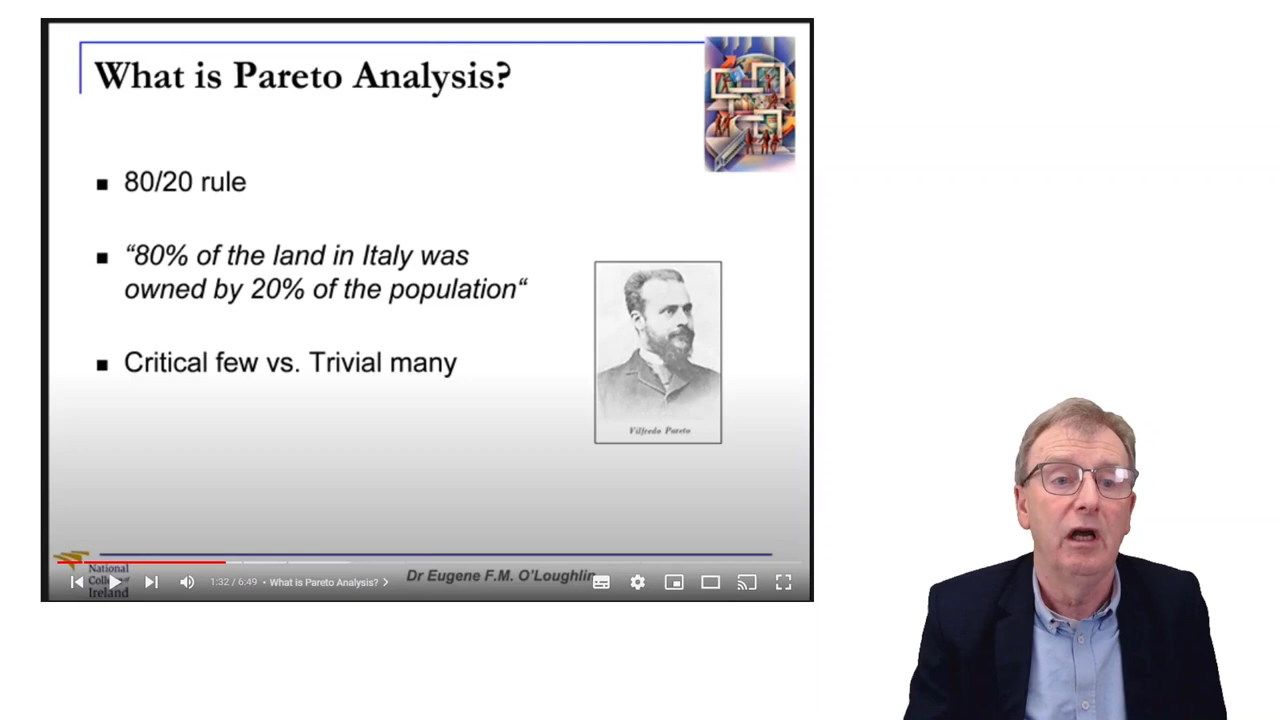 What is Pareto Analysis?
■ 80/20 rule
■ “80% of the land in Italy was
owned by 20% of the population“
■ Critical few vs. Trivial many
Vilfredo Pareto
National
College of
Ireland
1:32 / 6:49 • What is Pareto Analysis?
Dr Eugene F.M. O'Loughlin